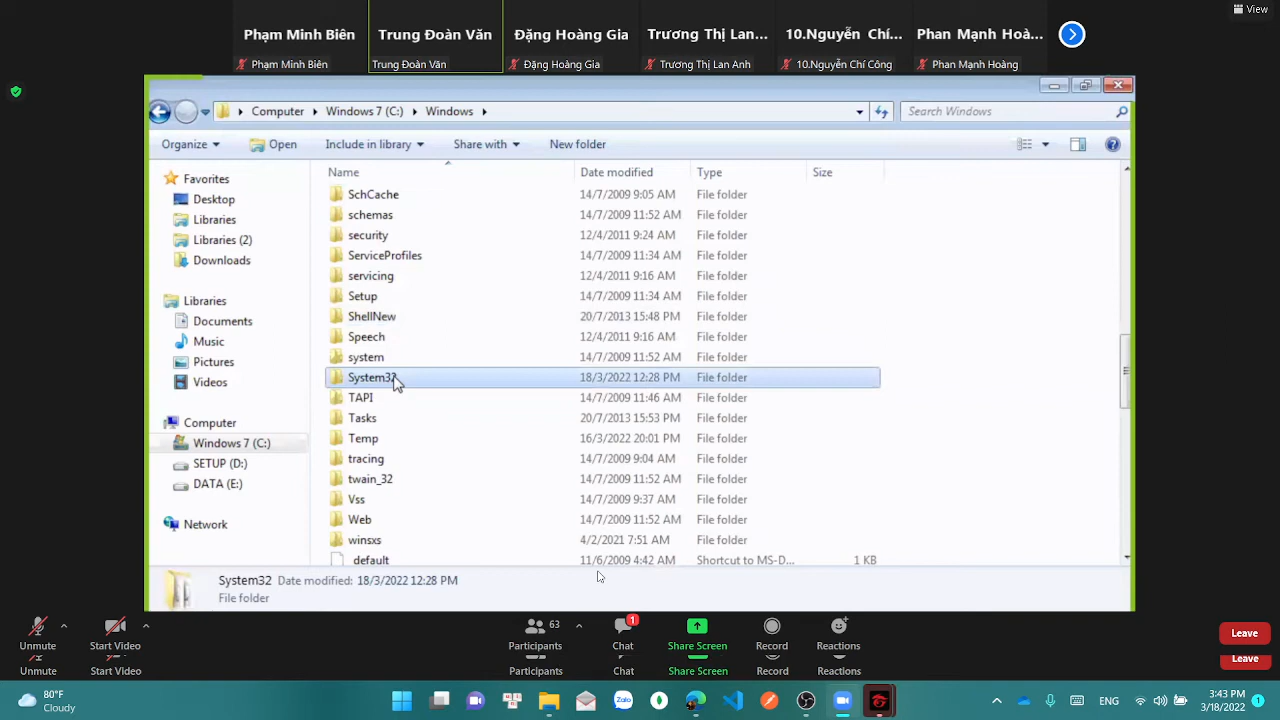 View
Phạm Minh Biên
Trung Đoàn Văn
Đặng Hoàng Gia
Trương Thị Lan...
10.Nguyễn Chí...
Phan Mạnh Hoà...
Phạm Minh Biên
Trung Đoàn Văn
Đặng Hoàng Gia
Trương Thị Lan Anh
10.Nguyễn Chí Công
Phan Mạnh Hoàng
Computer
Windows 7 (C:)
Windows
Search Windows
Organize
Open
Include in library
Share with
New folder
Name Date modified Type Size
Favorites
Desktop
Libraries
Libraries (2)
Downloads
Libraries
Documents
Music
Pictures
Videos
Computer
Windows 7 (C:)
SETUP (D:)
DATA (E:)
Network
SchCache 14/7/2009 9:05 AM File folder
schemas 14/7/2009 11:52 AM File folder
security 12/4/2011 9:24 AM File folder
ServiceProfiles 14/7/2009 11:34 AM File folder
servicing 12/4/2011 9:16 AM File folder
Setup 14/7/2009 11:34 AM File folder
ShellNew 20/7/2013 15:48 PM File folder
Speech 12/4/2011 9:16 AM File folder
system 14/7/2009 11:52 AM File folder
System32 18/3/2022 12:28 PM File folder
TAPI 14/7/2009 11:46 AM File folder
Tasks 20/7/2013 15:53 PM File folder
Temp 16/3/2022 20:01 PM File folder
tracing 14/7/2009 9:04 AM File folder
twain_32 14/7/2009 11:52 AM File folder
Vss 14/7/2009 9:37 AM File folder
Web 14/7/2009 11:52 AM File folder
winsxs 4/2/2021 7:51 AM File folder
_default 11/6/2009 4:42 AM Shortcut to MS-D... 1 KB
System32 Date modified: 18/3/2022 12:28 PM
File folder
63
1
Unmute
Start Video
Participants
Chat
Share Screen
Record
Reactions
Leave
Unmute
Start Video
Participants
Chat
Share Screen
Record
Reactions
Leave
80°F
Cloudy
Zalo
ENG
3:43 PM
3/18/2022
1